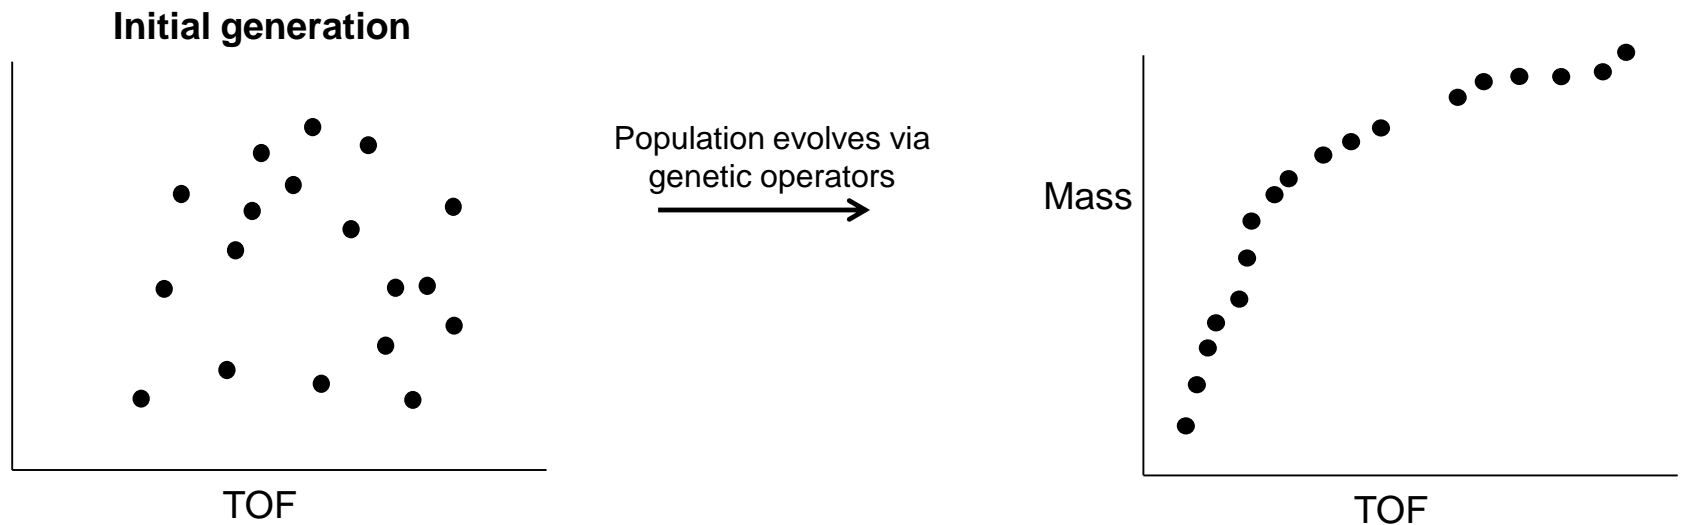 Initial generation
TOF
Population evolves via
genetic operators
Mass
TOF